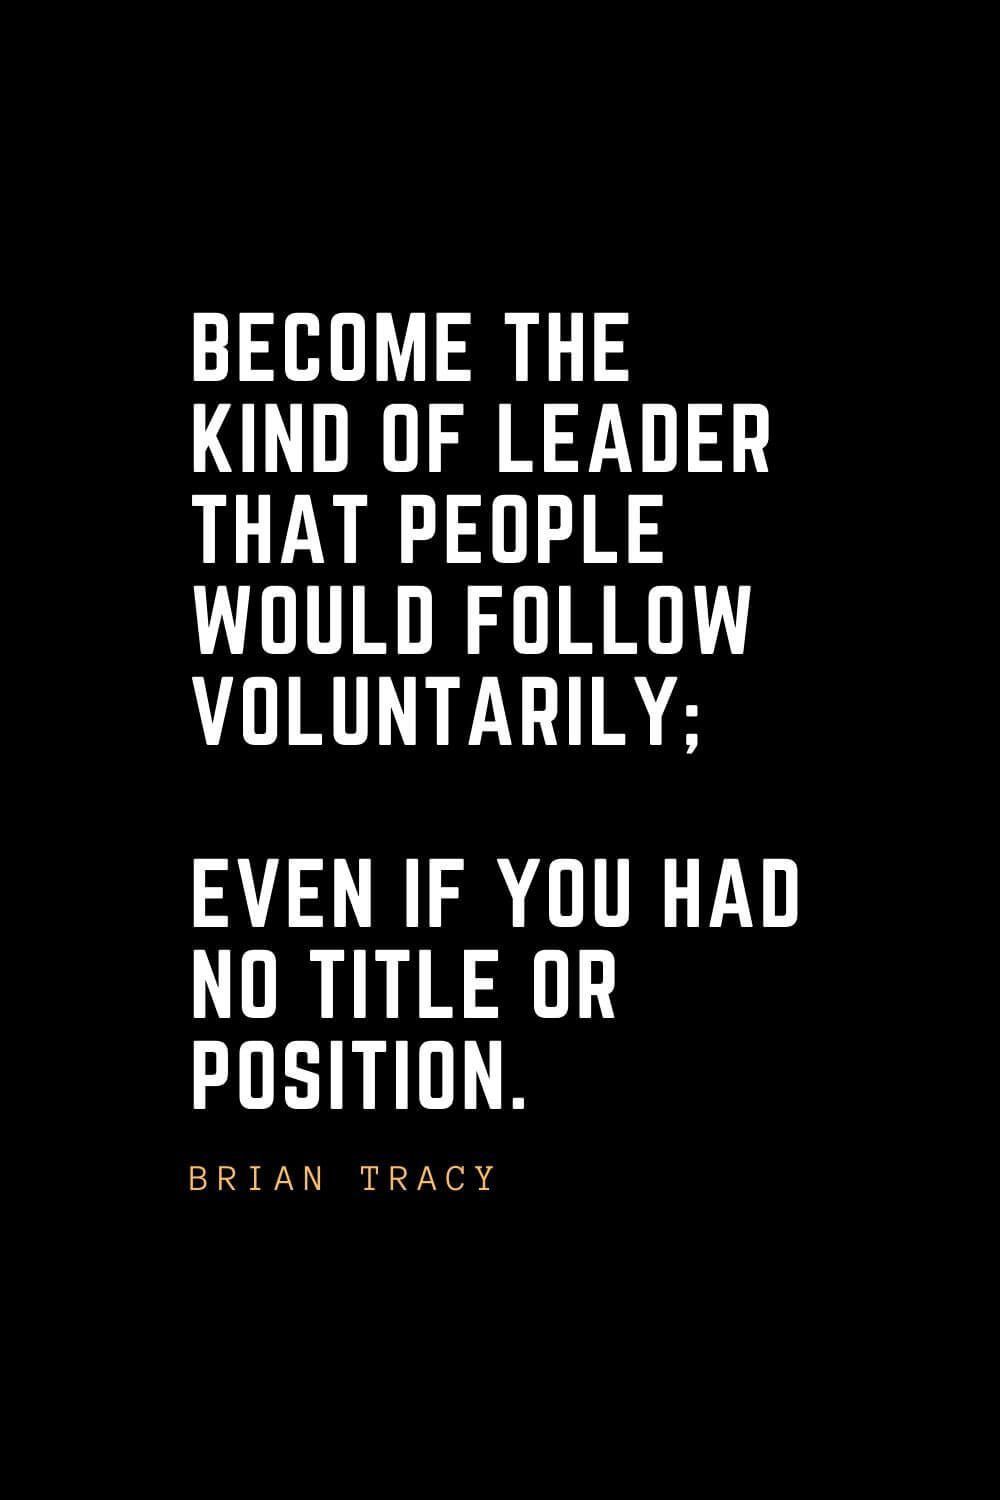 BECOME THE
KIND OF LEADER
THAT PEOPLE
WOULD FOLLOW
VOLUNTARILY;
EVEN IF YOU HAD
NO TITLE OR
POSITION.
BRIAN TRACY